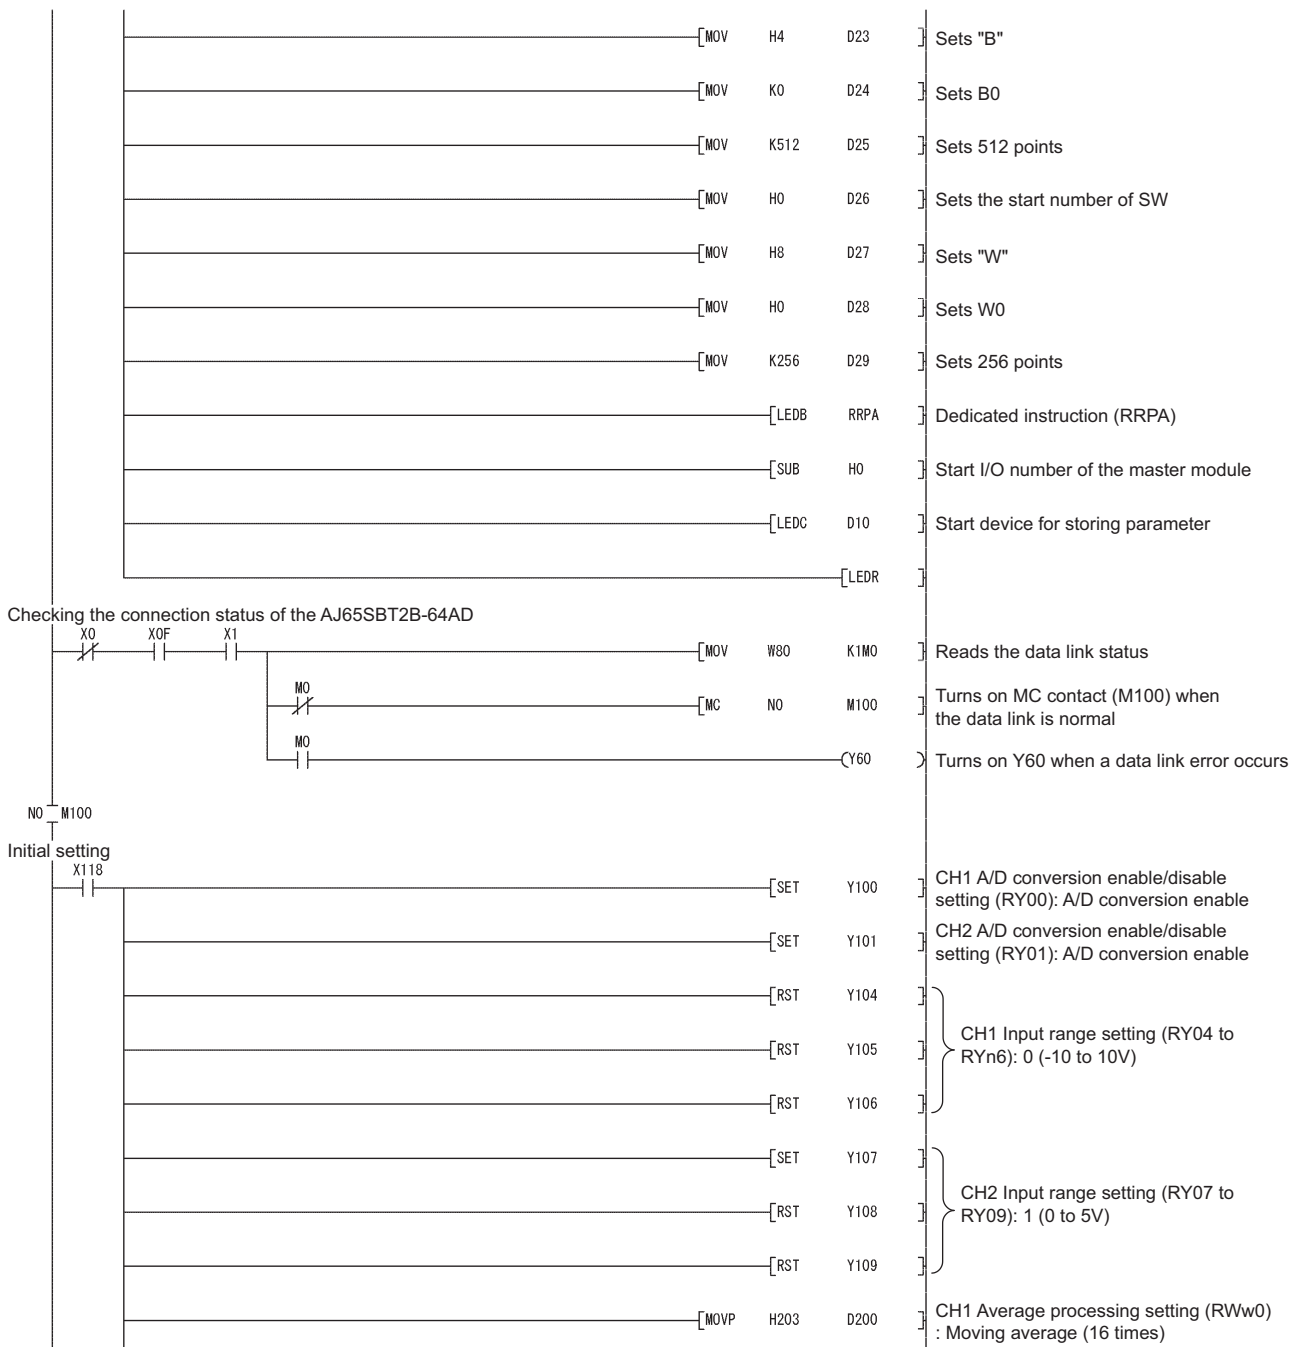 MOV H4 D23 Sets "B"
MOV K0 D24 Sets B0
MOV K512 D25 Sets 512 points
MOV H0 D26 Sets the start number of SW
MOV H8 D27 Sets "W"
MOV H0 D28 Sets W0
MOV K256 D29 Sets 256 points
LEDB RRPA Dedicated instruction (RRPA)
SUB H0 Start I/O number of the master module
LEDC D10 Start device for storing parameter
LEDR
Checking the connection status of the AJ65SBT2B-64AD
X0 X0F X1
MOV W80 K1M0 Reads the data link status
M0
MC N0 M100 Turns on MC contact (M100) when
the data link is normal
M0
Y60 Turns on Y60 when a data link error occurs
N0 M100
Initial setting
X118
SET Y100 CH1 A/D conversion enable/disable
setting (RY00): A/D conversion enable
SET Y101 CH2 A/D conversion enable/disable
setting (RY01): A/D conversion enable
RST Y104
RST Y105
RST Y106
CH1 Input range setting (RY04 to
RYn6): 0 (-10 to 10V)
SET Y107
RST Y108
RST Y109
CH2 Input range setting (RY07 to
RY09): 1 (0 to 5V)
MOVP H203 D200 CH1 Average processing setting (RWw0)
: Moving average (16 times)